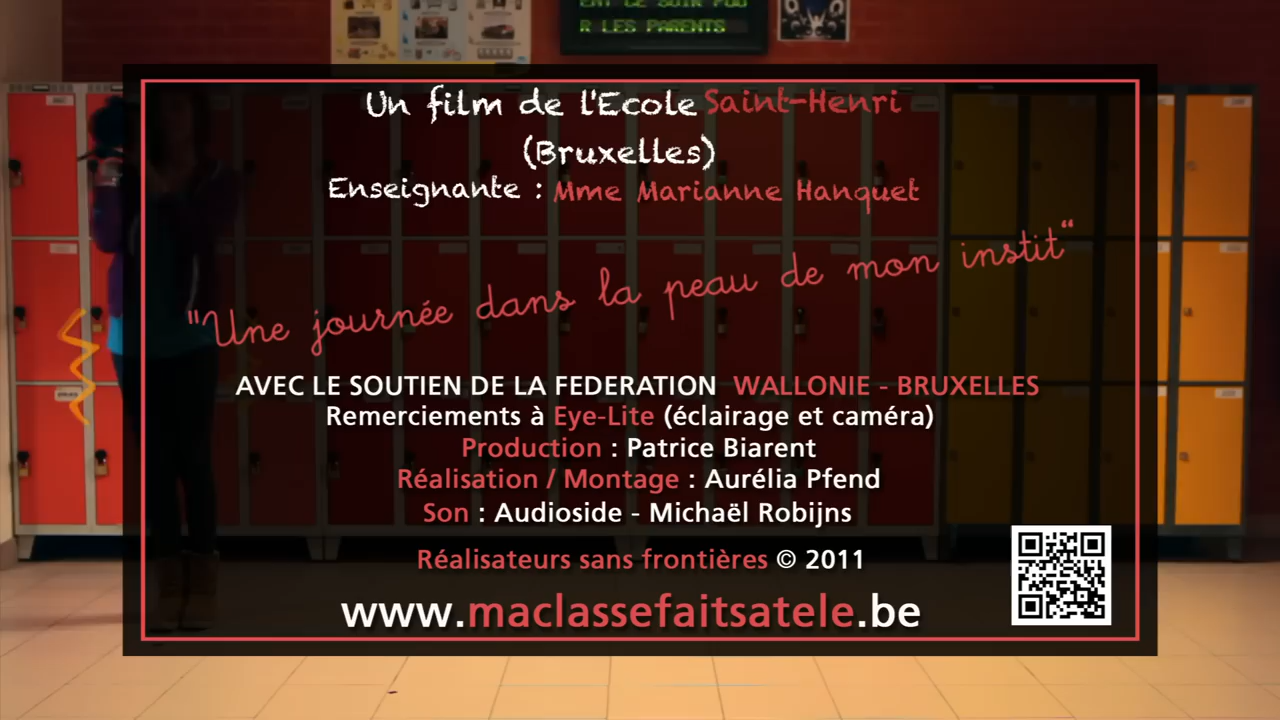 R LES PARENTS
Un film de l'Ecole Saint-Henri
(Bruxelles)
Enseignante : Mme Marianne Hanquet
"Une journée dans la peau de mon instit"
AVEC LE SOUTIEN DE LA FEDERATION WALLONIE - BRUXELLES
Remerciements à Eye-Lite (éclairage et caméra)
Production : Patrice Biarent
Réalisation / Montage : Aurélia Pfend
Son : Audioside - Michaël Robijns
Réalisateurs sans frontières © 2011
www.maclassefaitsatele.be